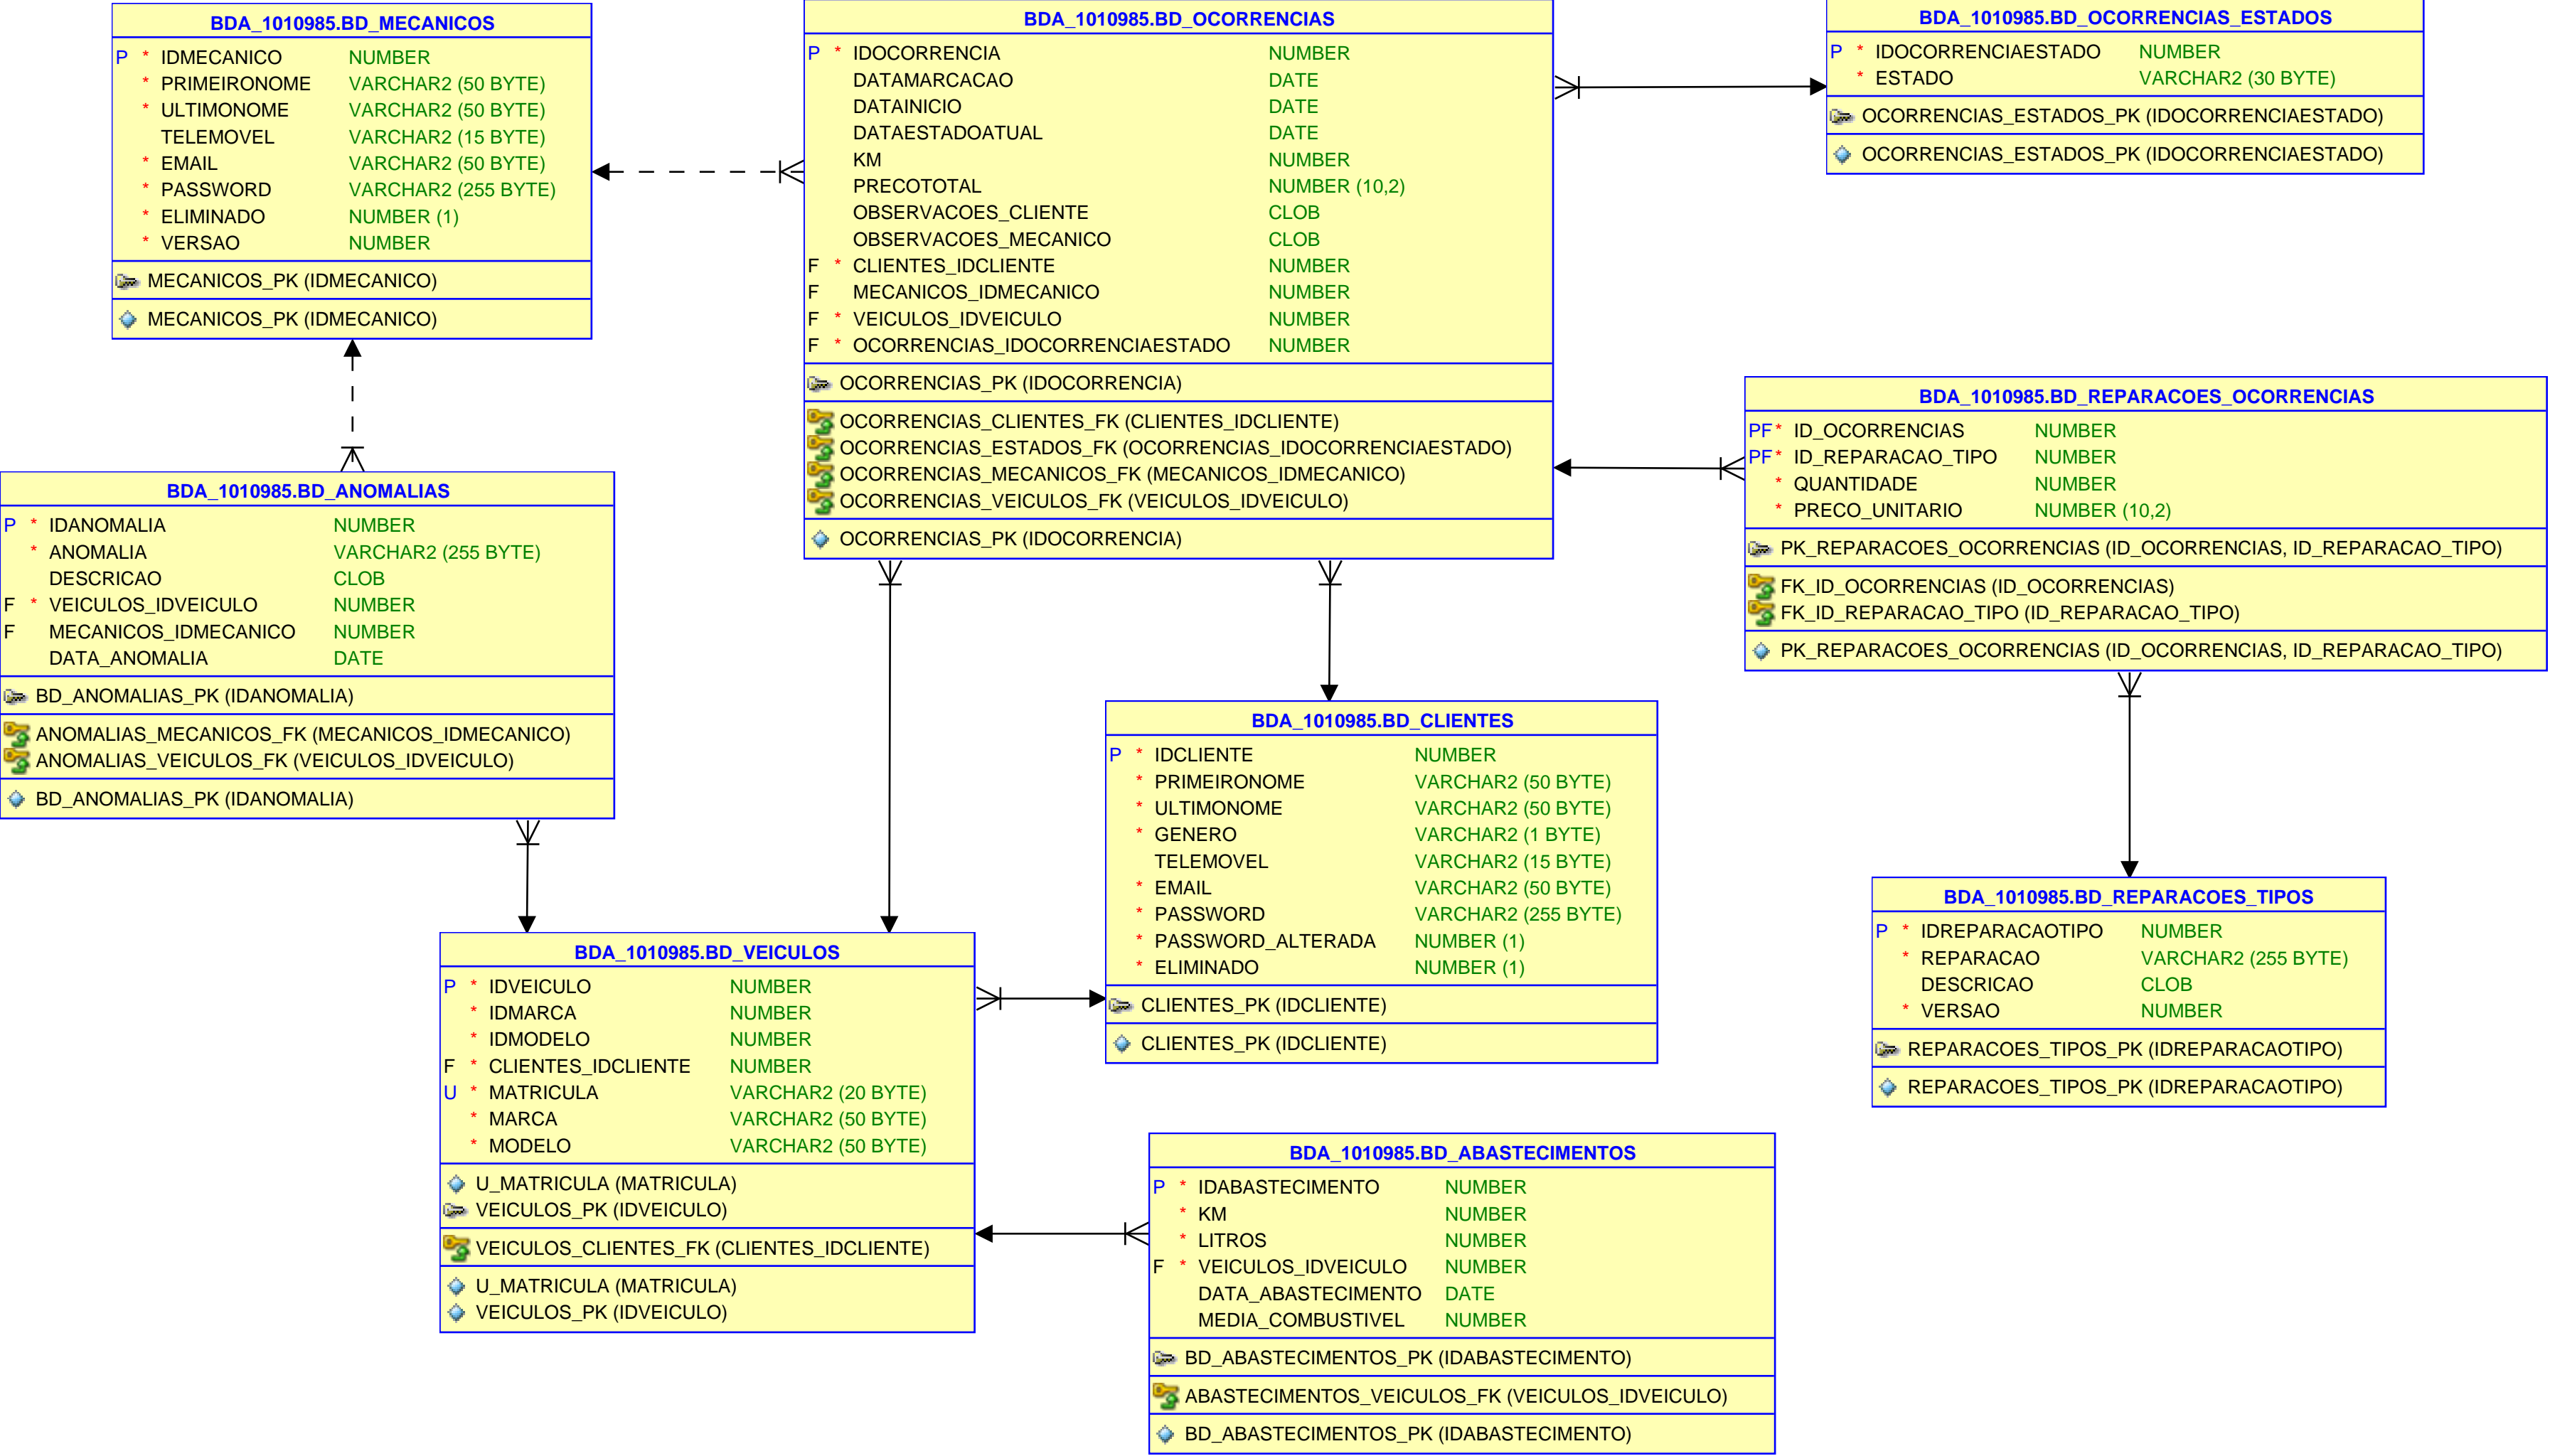 BDA_1010985.BD_MECANICOS
P * IDMECANICO NUMBER
* PRIMEIRONOME VARCHAR2 (50 BYTE)
* ULTIMONOME VARCHAR2 (50 BYTE)
TELEMOVEL VARCHAR2 (15 BYTE)
* EMAIL VARCHAR2 (50 BYTE)
* PASSWORD VARCHAR2 (255 BYTE)
* ELIMINADO NUMBER (1)
* VERSAO NUMBER
MECANICOS_PK (IDMECANICO)
MECANICOS_PK (IDMECANICO)
BDA_1010985.BD_OCORRENCIAS
P * IDOCORRENCIA NUMBER
DATAMARCACAO DATE
DATAINICIO DATE
DATAESTADOATUAL DATE
KM NUMBER
PRECOTOTAL NUMBER (10,2)
OBSERVACOES_CLIENTE CLOB
OBSERVACOES_MECANICO CLOB
F * CLIENTES_IDCLIENTE NUMBER
F MECANICOS_IDMECANICO NUMBER
F * VEICULOS_IDVEICULO NUMBER
F * OCORRENCIAS_IDOCORRENCIAESTADO NUMBER
OCORRENCIAS_PK (IDOCORRENCIA)
OCORRENCIAS_CLIENTES_FK (CLIENTES_IDCLIENTE)
OCORRENCIAS_ESTADOS_FK (OCORRENCIAS_IDOCORRENCIAESTADO)
OCORRENCIAS_MECANICOS_FK (MECANICOS_IDMECANICO)
OCORRENCIAS_VEICULOS_FK (VEICULOS_IDVEICULO)
OCORRENCIAS_PK (IDOCORRENCIA)
BDA_1010985.BD_OCORRENCIAS_ESTADOS
P * IDOCORRENCIAESTADO NUMBER
* ESTADO VARCHAR2 (30 BYTE)
OCORRENCIAS_ESTADOS_PK (IDOCORRENCIAESTADO)
OCORRENCIAS_ESTADOS_PK (IDOCORRENCIAESTADO)
BDA_1010985.BD_REPARACOES_OCORRENCIAS
PF * ID_OCORRENCIAS NUMBER
PF * ID_REPARACAO_TIPO NUMBER
* QUANTIDADE NUMBER
* PRECO_UNITARIO NUMBER (10,2)
PK_REPARACOES_OCORRENCIAS (ID_OCORRENCIAS, ID_REPARACAO_TIPO)
FK_ID_OCORRENCIAS (ID_OCORRENCIAS)
FK_ID_REPARACAO_TIPO (ID_REPARACAO_TIPO)
PK_REPARACOES_OCORRENCIAS (ID_OCORRENCIAS, ID_REPARACAO_TIPO)
BDA_1010985.BD_ANOMALIAS
P * IDANOMALIA NUMBER
* ANOMALIA VARCHAR2 (255 BYTE)
DESCRICAO CLOB
F * VEICULOS_IDVEICULO NUMBER
F MECANICOS_IDMECANICO NUMBER
DATA_ANOMALIA DATE
BD_ANOMALIAS_PK (IDANOMALIA)
ANOMALIAS_MECANICOS_FK (MECANICOS_IDMECANICO)
ANOMALIAS_VEICULOS_FK (VEICULOS_IDVEICULO)
BD_ANOMALIAS_PK (IDANOMALIA)
BDA_1010985.BD_CLIENTES
P * IDCLIENTE NUMBER
* PRIMEIRONOME VARCHAR2 (50 BYTE)
* ULTIMONOME VARCHAR2 (50 BYTE)
* GENERO VARCHAR2 (1 BYTE)
TELEMOVEL VARCHAR2 (15 BYTE)
* EMAIL VARCHAR2 (50 BYTE)
* PASSWORD VARCHAR2 (255 BYTE)
* PASSWORD_ALTERADA NUMBER (1)
* ELIMINADO NUMBER (1)
CLIENTES_PK (IDCLIENTE)
CLIENTES_PK (IDCLIENTE)
BDA_1010985.BD_REPARACOES_TIPOS
P * IDREPARACAOTIPO NUMBER
* REPARACAO VARCHAR2 (255 BYTE)
DESCRICAO CLOB
* VERSAO NUMBER
REPARACOES_TIPOS_PK (IDREPARACAOTIPO)
REPARACOES_TIPOS_PK (IDREPARACAOTIPO)
BDA_1010985.BD_VEICULOS
P * IDVEICULO NUMBER
* IDMARCA NUMBER
* IDMODELO NUMBER
F * CLIENTES_IDCLIENTE NUMBER
U * MATRICULA VARCHAR2 (20 BYTE)
* MARCA VARCHAR2 (50 BYTE)
* MODELO VARCHAR2 (50 BYTE)
U_MATRICULA (MATRICULA)
VEICULOS_PK (IDVEICULO)
VEICULOS_CLIENTES_FK (CLIENTES_IDCLIENTE)
U_MATRICULA (MATRICULA)
VEICULOS_PK (IDVEICULO)
BDA_1010985.BD_ABASTECIMENTOS
P * IDABASTECIMENTO NUMBER
* KM NUMBER
* LITROS NUMBER
F * VEICULOS_IDVEICULO NUMBER
DATA_ABASTECIMENTO DATE
MEDIA_COMBUSTIVEL NUMBER
BD_ABASTECIMENTOS_PK (IDABASTECIMENTO)
ABASTECIMENTOS_VEICULOS_FK (VEICULOS_IDVEICULO)
BD_ABASTECIMENTOS_PK (IDABASTECIMENTO)